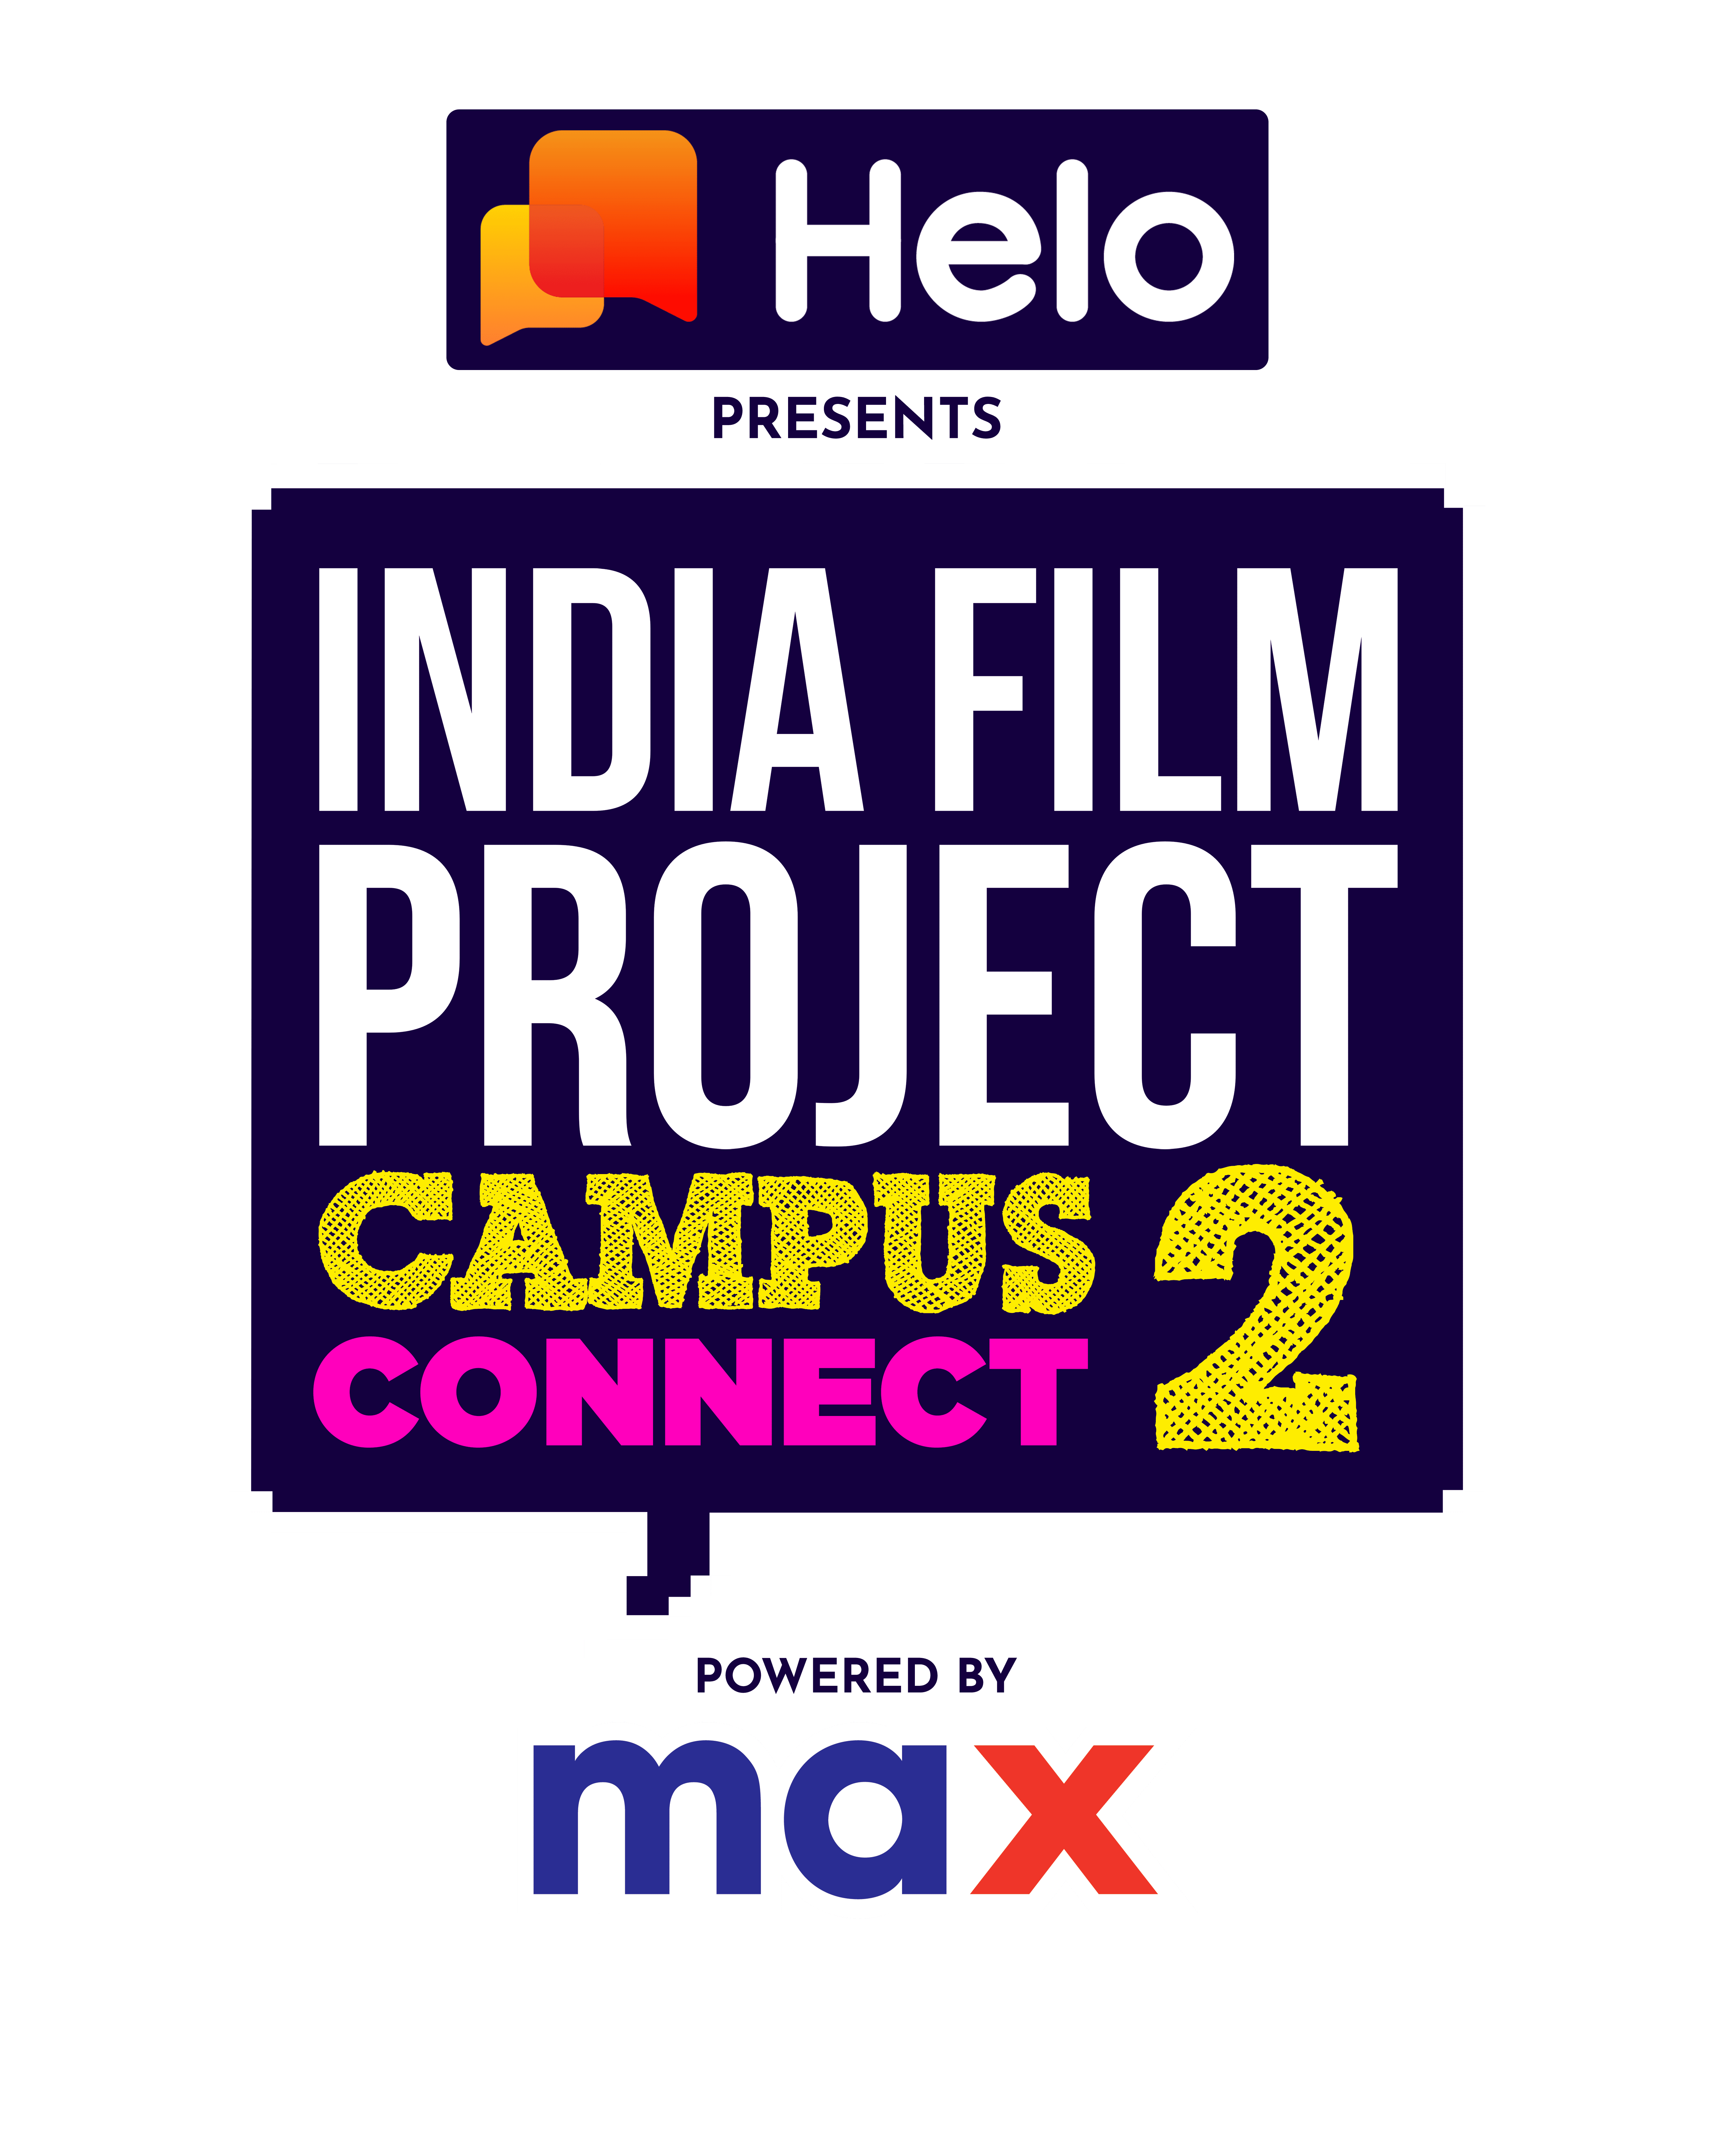 Helo
PRESENTS
INDIA FILM
PROJECT
CAMPUS 2
CONNECT
POWERED BY
max